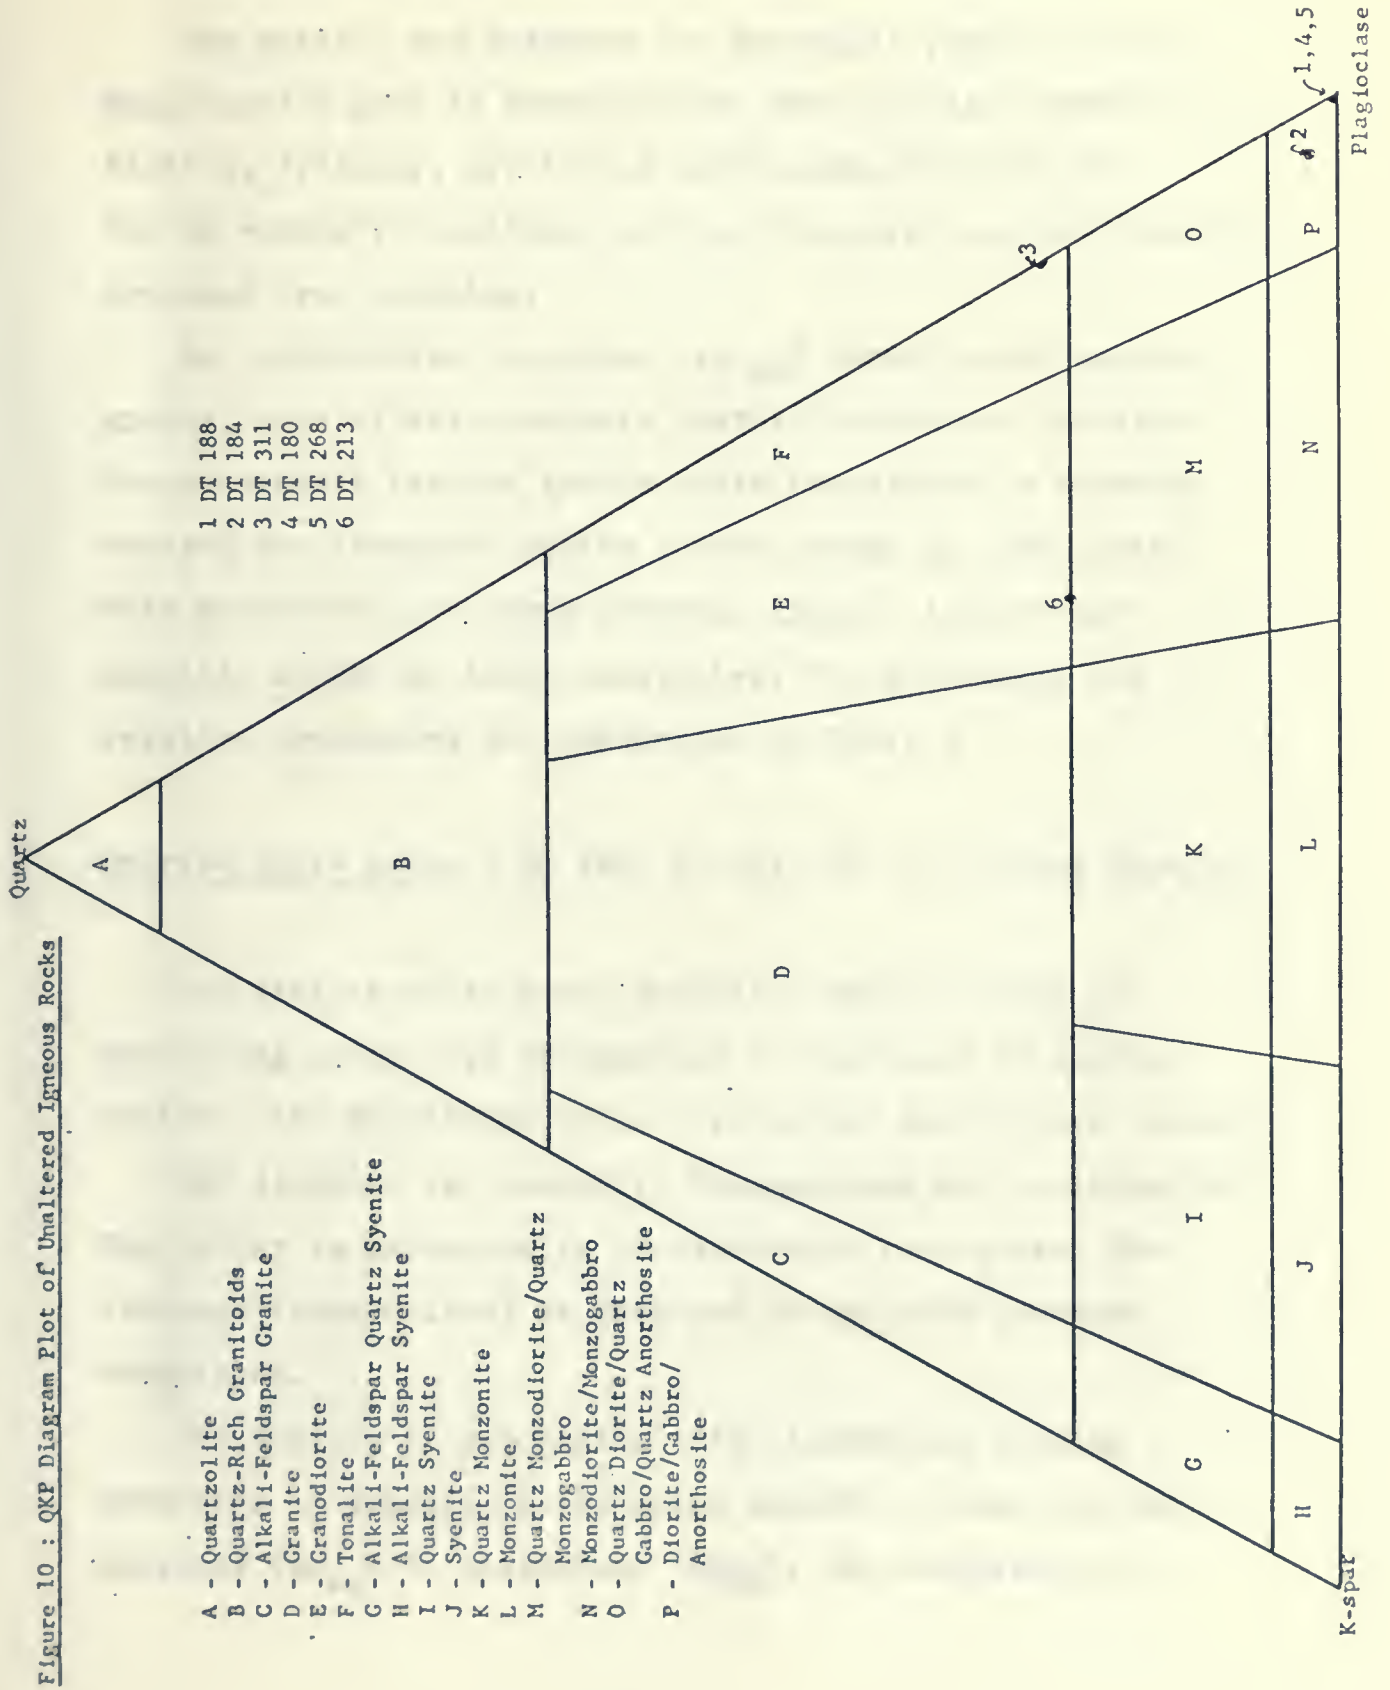 Figure 10 : QKP Diagram Plot of Unaltered Igneous Rocks
Quartz
A - Quartzolite
B - Quartz-Rich Granitoids
C - Alkali-Feldspar Granite
D - Granite
E - Granodiorite
F - Tonalite
G - Alkali-Feldspar Quartz Syenite
H - Alkali-Feldspar Syenite
I - Quartz Syenite
J - Syenite
K - Quartz Monzonite
L - Monzonite
M - Quartz Monzodiorite/Quartz
Monzogabbro
N - Monzodiorite/Monzogabbro
O - Quartz Diorite/Quartz
Gabbro/Quartz Anorthosite
P - Diorite/Gabbro/
Anorthosite
1 DT 188
2 DT 184
3 DT 311
4 DT 180
5 DT 268
6 DT 213
A
B
C
D
E
F
3
6
G
I
K
M
O
H
J
L
N
P
2
1,4,5
K-spar
Plagioclase